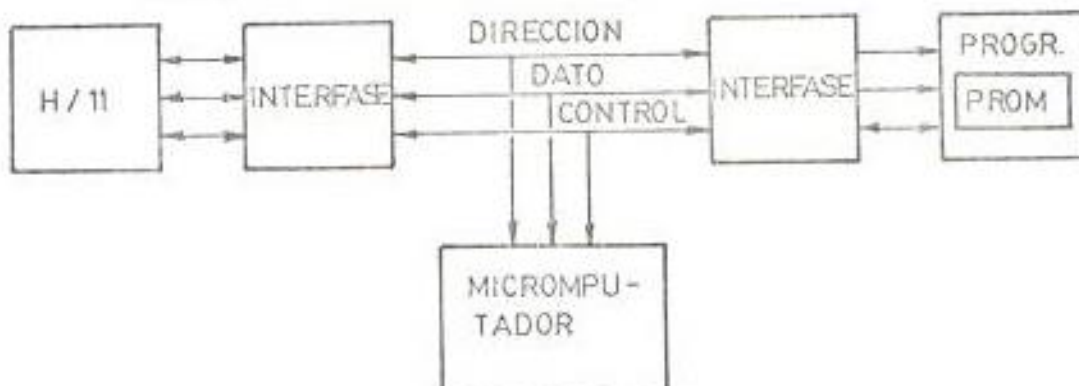 H / 11
INTERFASE
DIRECCION
DATO
CONTROL
INTERFASE
PROGR.
PROM
MICROMPU-
TADOR